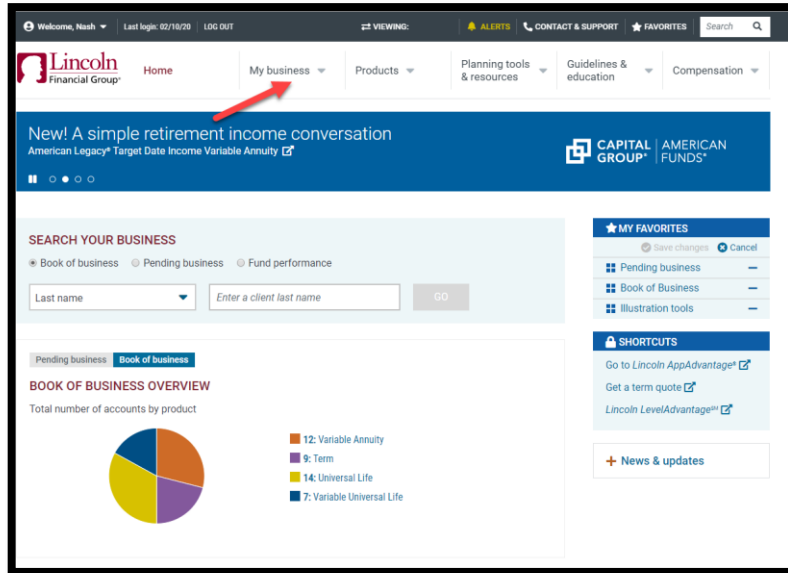 Welcome, Nash
Last login: 02/10/20
LOG OUT
VIEWING:
ALERTS
CONTACT & SUPPORT
FAVORITES
Search
Lincoln
Financial Group®
Home
My business
Products
Planning tools
& resources
Guidelines &
education
Compensation
New! A simple retirement income conversation
American Legacy® Target Date Income Variable Annuity
CAPITAL
GROUP®
AMERICAN
FUNDS®
SEARCH YOUR BUSINESS
Book of business
Pending business
Fund performance
Last name
Enter a client last name
GO
MY FAVORITES
Save changes
Cancel
Pending business
Book of Business
Illustration tools
SHORTCUTS
Go to Lincoln AppAdvantage®
Get a term quote
Lincoln LevelAdvantage℠
News & updates
Pending business
Book of business
BOOK OF BUSINESS OVERVIEW
Total number of accounts by product
12: Variable Annuity
9: Term
14: Universal Life
7: Variable Universal Life